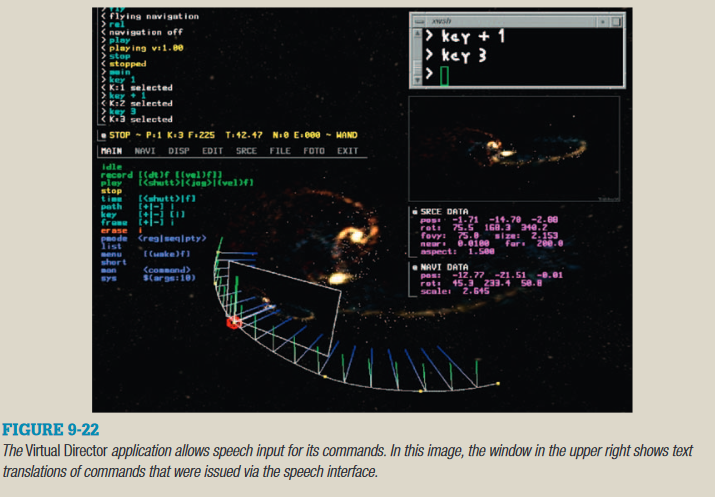 < fly
< flying navigation
> rel
< navigation off
> play
< playing v:1.00
> stop
< stopped
> main
> key 1
< K:1 selected
> key + 1
< K:2 selected
> key 3
< K:3 selected
STOP ~ P:1 K:3 F:225 T:42.47 N:0 E:000 ~ WAND
MAIN NAVI DISP EDIT SRCE FILE FOTO EXIT
idle
record [(dt)f [(vel)f]]
play [<shutt>|<jog>|(vel)f]
stop
time [<shutt>|f]
path [+|-] i
key [+|-] [i]
frame [+|-] i
erase i
pmode <reg|seq|pty>
list
menu [(wake)f]
short
man <command>
sys $(args:10)
xwsh
> key + 1
> key 3
>
SRCE DATA
pos: -1.71 -14.70 -2.00
rot: 75.5 168.3 340.2
fovy: 75.0 size: 2.153
near: 0.0100 far: 200.0
aspect: 1.500
NAVI DATA
pos: -12.77 -21.51 -0.01
rot: 45.3 233.4 50.8
scale: 2.645
FIGURE 9-22
The Virtual Director application allows speech input for its commands. In this image, the window in the upper right shows text
translations of commands that were issued via the speech interface.